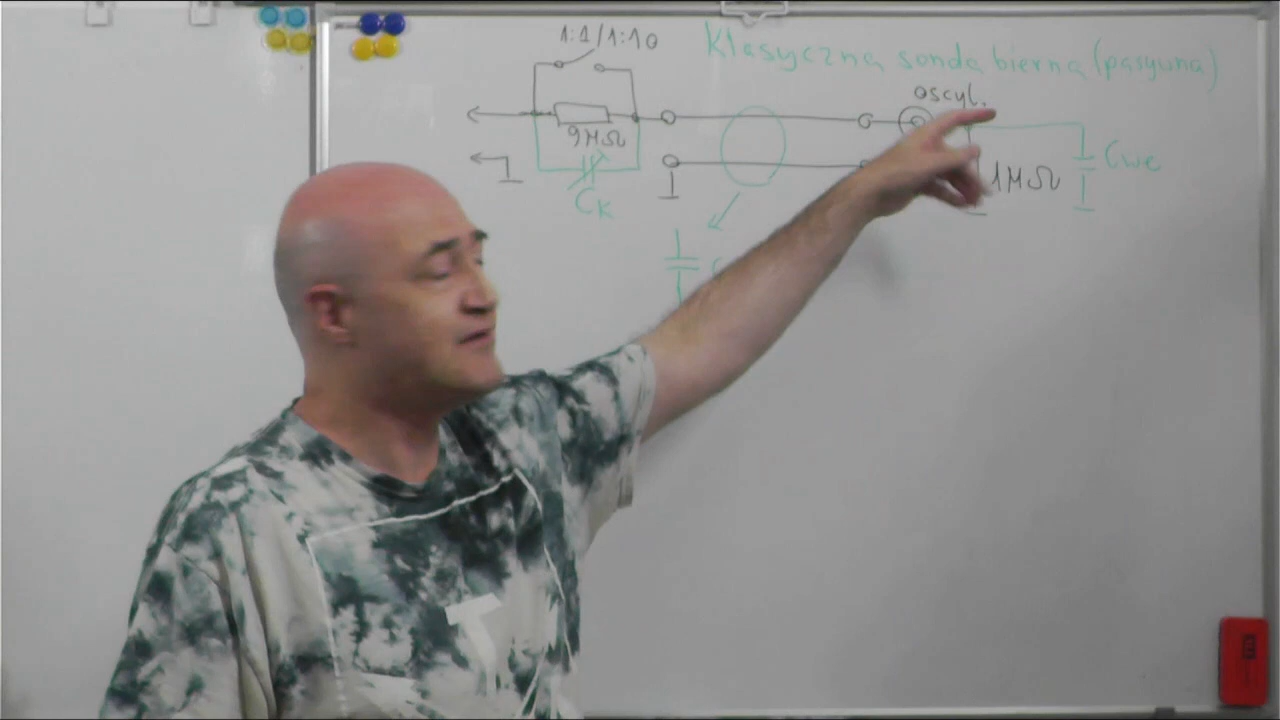 1:1/1:10
Klasyczna sonda bierna (pasywna)
oscyl.
9MΩ
Cwe
1MΩ
CK
C
T